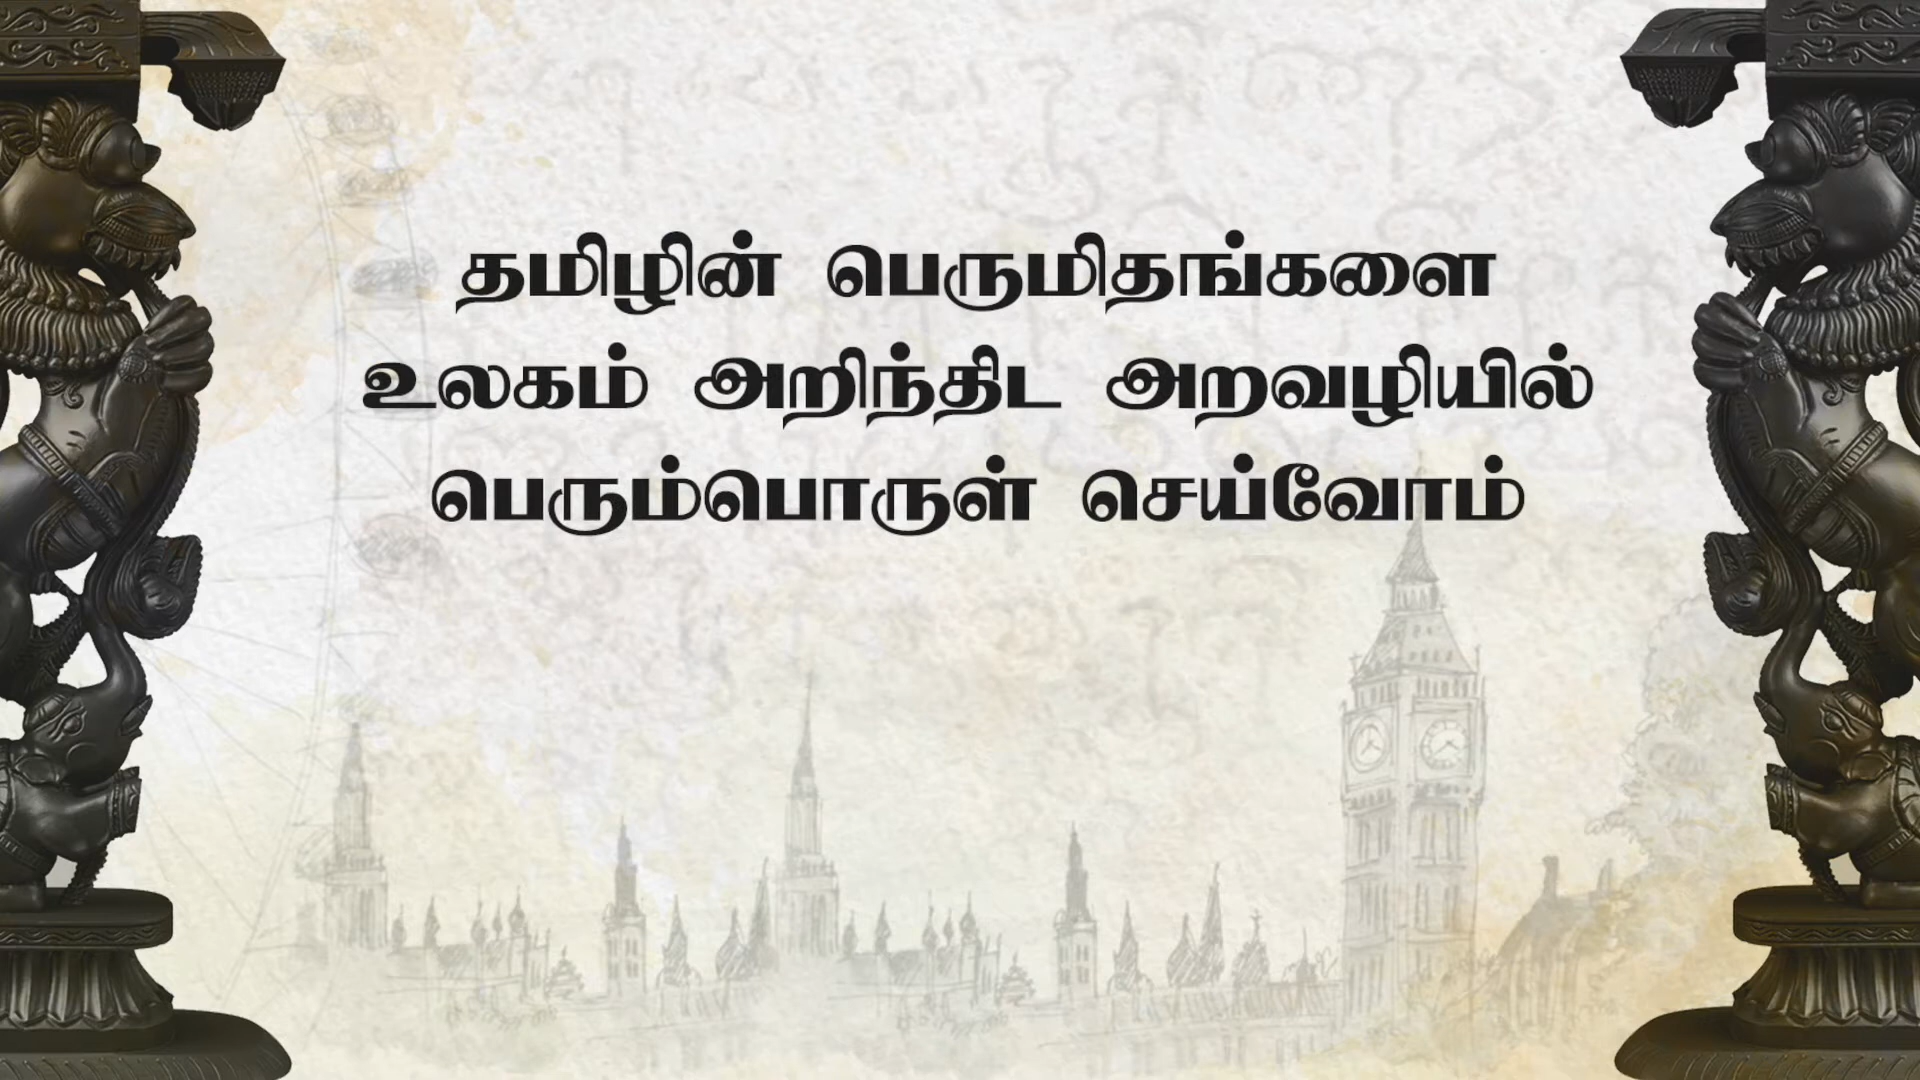 தமிழின் பெருமிதங்களை
உலகம் அறிந்திட அறவழியில்
பெரும்பொருள் செய்வோம்